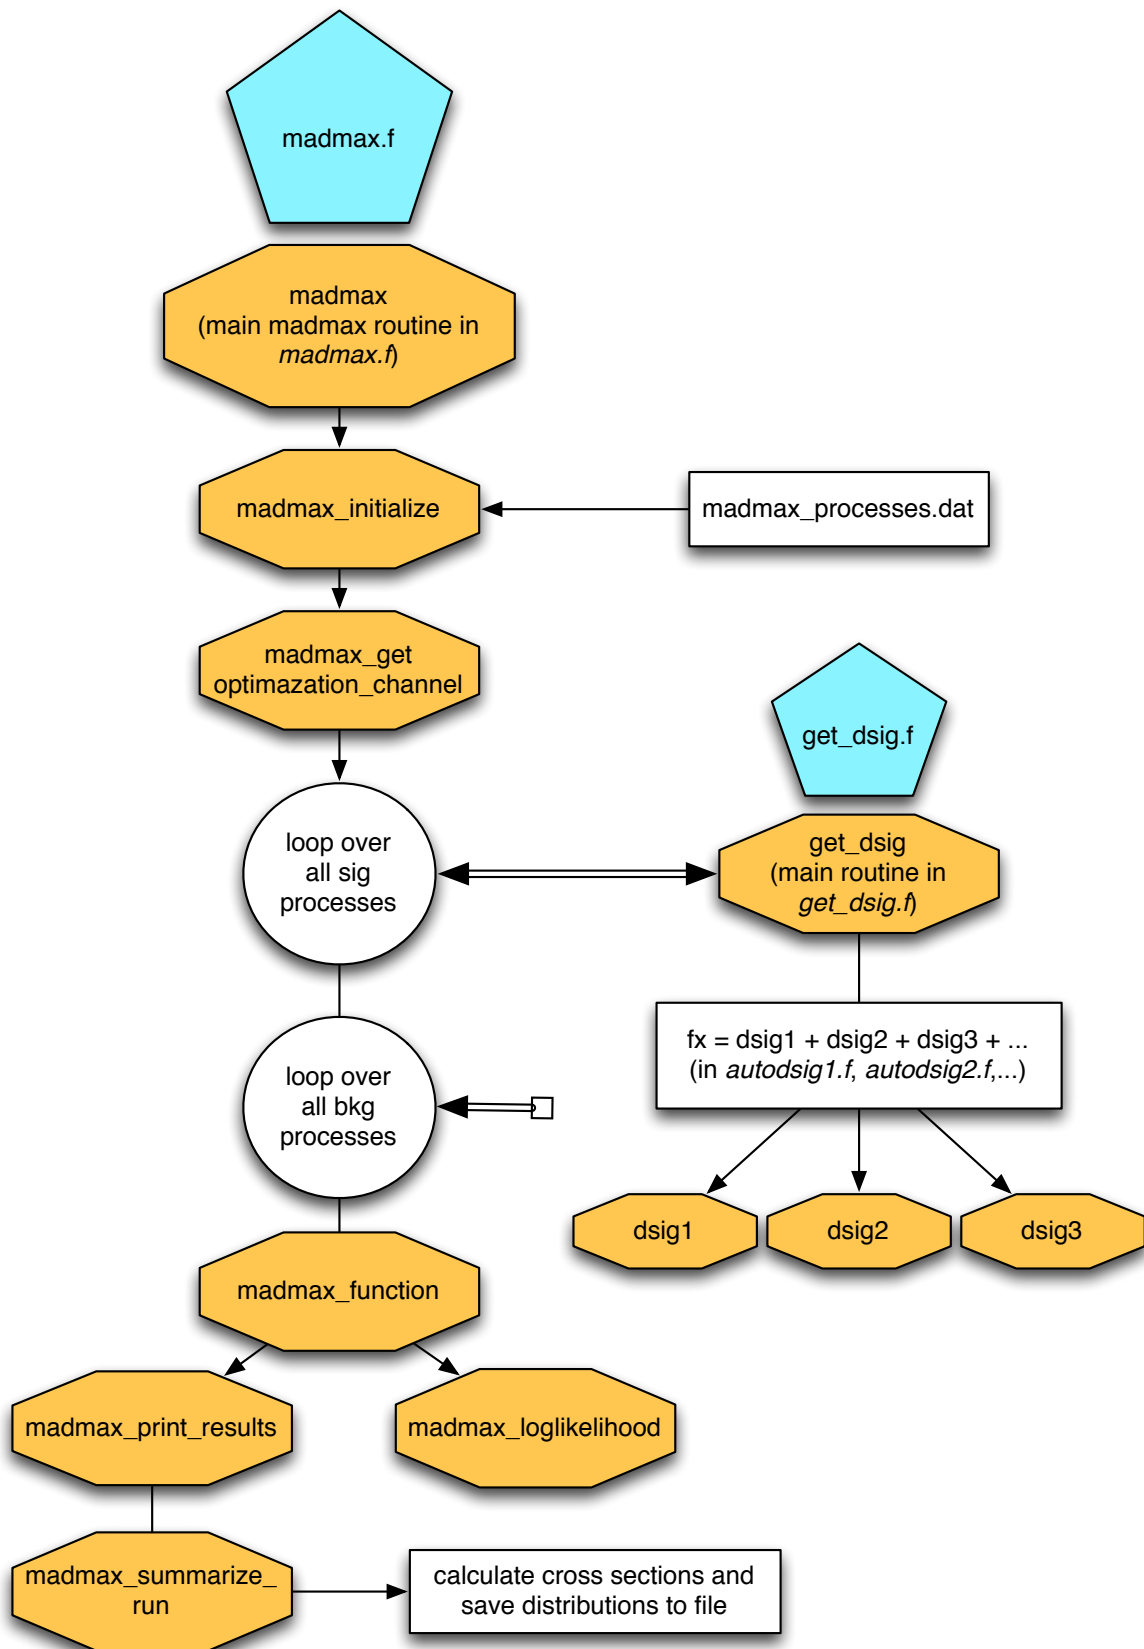 madmax.f
madmax
(main madmax routine in
madmax.f)
madmax_initialize
madmax_processes.dat
madmax_get
optimazation_channel
get_dsig.f
loop over
all sig
processes
get_dsig
(main routine in
get_dsig.f)
fx = dsig1 + dsig2 + dsig3 + ...
(in autodsig1.f, autodsig2.f,...)
loop over
all bkg
processes
dsig1
dsig2
dsig3
madmax_function
madmax_print_results
madmax_loglikelihood
madmax_summarize_
run
calculate cross sections and
save distributions to file